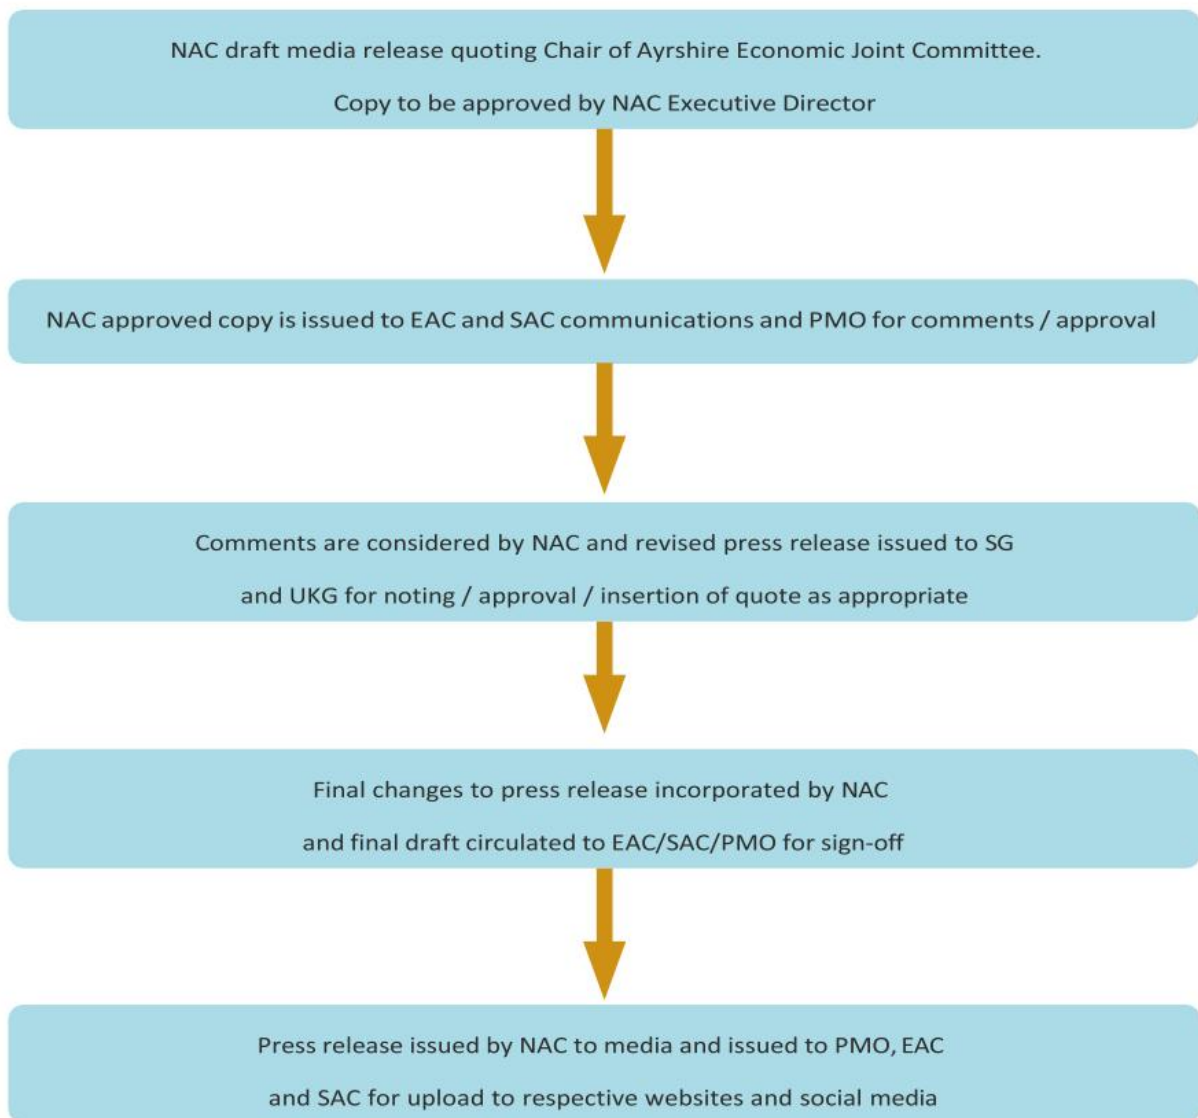 NAC draft media release quoting Chair of Ayrshire Economic Joint Committee.
Copy to be approved by NAC Executive Director
NAC approved copy is issued to EAC and SAC communications and PMO for comments / approval
Comments are considered by NAC and revised press release issued to SG
and UKG for noting / approval / insertion of quote as appropriate
Final changes to press release incorporated by NAC
and final draft circulated to EAC/SAC/PMO for sign-off
Press release issued by NAC to media and issued to PMO, EAC
and SAC for upload to respective websites and social media